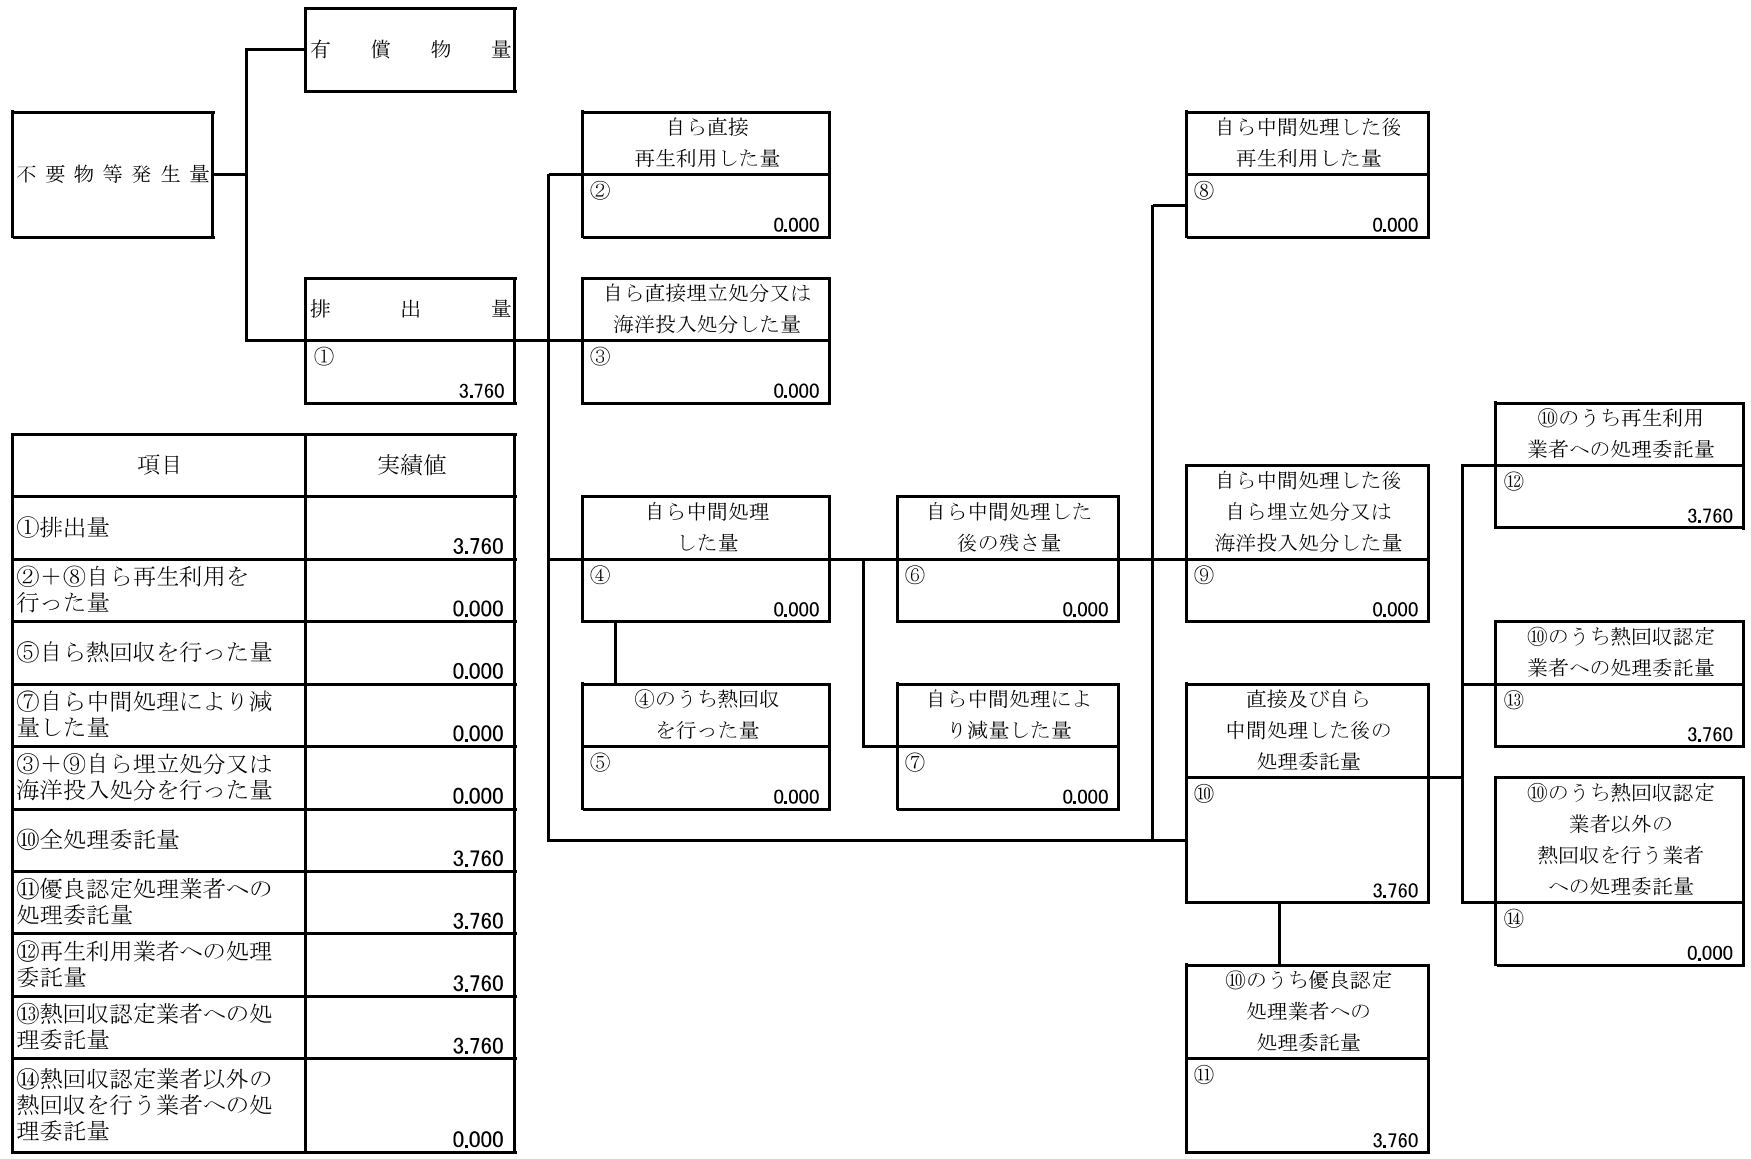 有償物量
不要物等発生量
排出量
①
3.760
自ら直接
再生利用した量
②
0.000
自ら直接埋立処分又は
海洋投入処分した量
③
0.000
自ら中間処理
した量
④
0.000
④のうち熱回収
を行った量
⑤
0.000
自ら中間処理した
後の残さ量
⑥
0.000
自ら中間処理によ
り減量した量
⑦
0.000
自ら中間処理した後
再生利用した量
⑧
0.000
自ら中間処理した後
自ら埋立処分又は
海洋投入処分した量
⑨
0.000
直接及び自ら
中間処理した後の
処理委託量
⑩
3.760
⑩のうち優良認定
処理業者への
処理委託量
⑪
3.760
⑩のうち再生利用
業者への処理委託量
⑫
3.760
⑩のうち熱回収認定
業者への処理委託量
⑬
3.760
⑩のうち熱回収認定
業者以外の
熱回収を行う業者
への処理委託量
⑭
0.000
項目 実績値
①排出量
3.760
②+⑧自ら再生利用を
行った量
0.000
⑤自ら熱回収を行った量
0.000
⑦自ら中間処理により減
量した量
0.000
③+⑨自ら埋立処分又は
海洋投入処分を行った量
0.000
⑩全処理委託量
3.760
⑪優良認定処理業者への
処理委託量
3.760
⑫再生利用業者への処理
委託量
3.760
⑬熱回収認定業者への処
理委託量
3.760
⑭熱回収認定業者以外の
熱回収を行う業者への処
理委託量
0.000